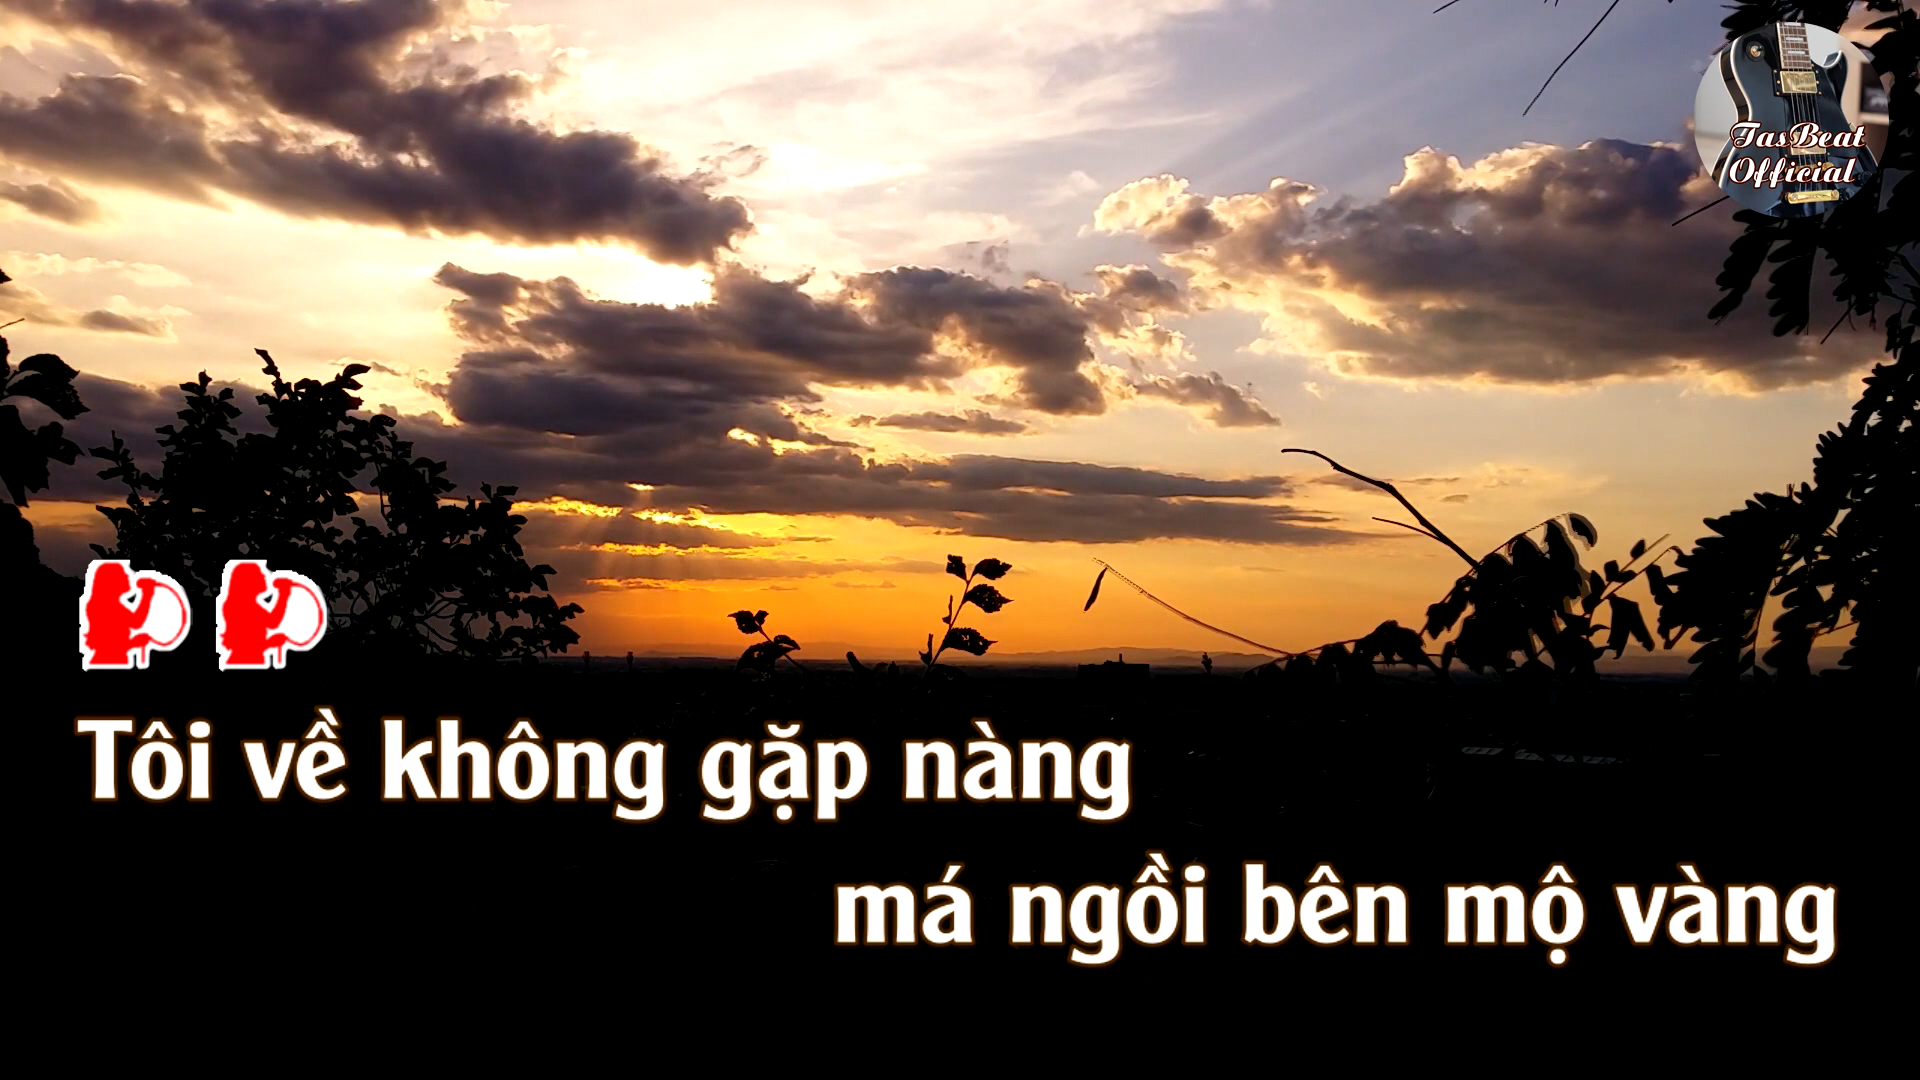 TasBeat
Official
Tôi về không gặp nàng
má ngồi bên mộ vàng